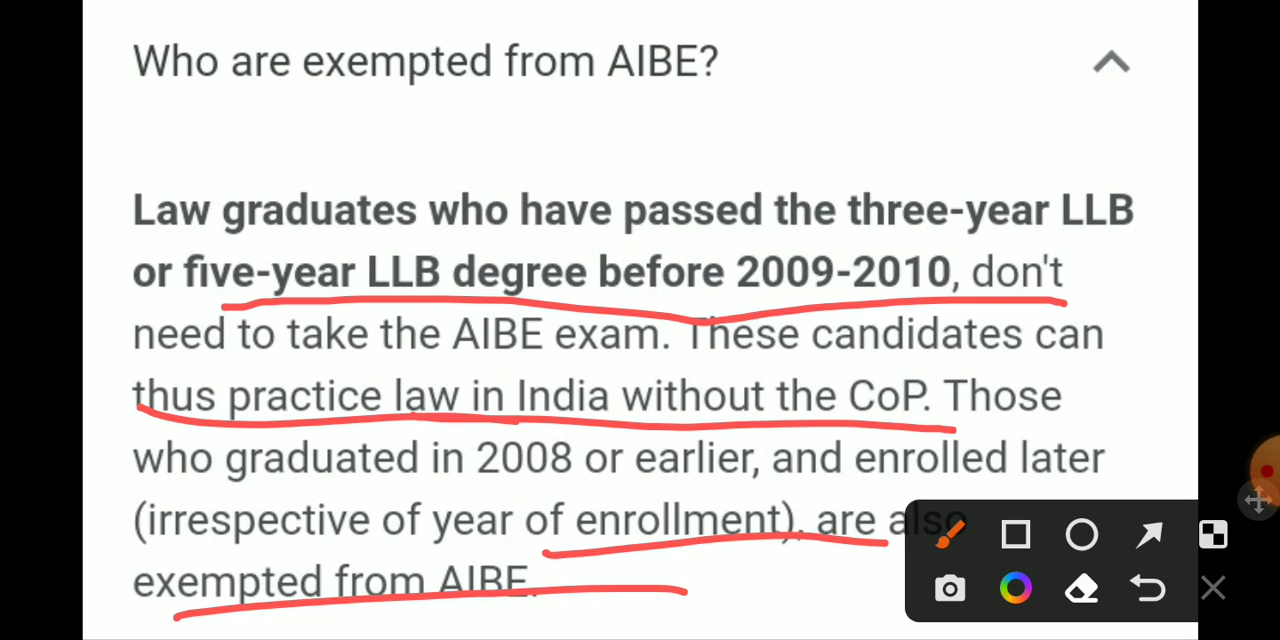 Who are exempted from AIBE?
Law graduates who have passed the three-year LLB
or five-year LLB degree before 2009-2010, don't
need to take the AIBE exam. These candidates can
thus practice law in India without the CoP. Those
who graduated in 2008 or earlier, and enrolled later
(irrespective of year of enrollment), are also
exempted from AIBE.